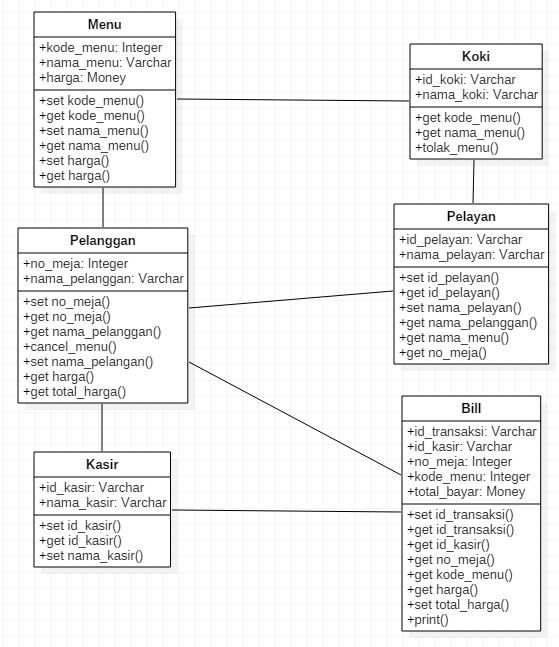 Menu
+kode_menu: Integer
+nama_menu: Varchar
+harga: Money
+set kode_menu()
+get kode_menu()
+set nama_menu()
+get nama_menu()
+set harga()
+get harga()
Koki
+id_koki: Varchar
+nama_koki: Varchar
+get kode_menu()
+get nama_menu()
+tolak_menu()
Pelanggan
+no_meja: Integer
+nama_pelanggan: Varchar
+set no_meja()
+get no_meja()
+get nama_pelanggan()
+cancel_menu()
+set nama_pelangan()
+get harga()
+get total_harga()
Pelayan
+id_pelayan: Varchar
+nama_pelayan: Varchar
+set id_pelayan()
+get id_pelayan()
+set nama_pelayan()
+get nama_pelanggan()
+get nama_menu()
+get no_meja()
Kasir
+id_kasir: Varchar
+nama_kasir: Varchar
+set id_kasir()
+get id_kasir()
+set nama_kasir()
Bill
+id_transaksi: Varchar
+id_kasir: Varchar
+no_meja: Integer
+kode_menu: Integer
+total_bayar: Money
+set id_transaksi()
+get id_transaksi()
+get id_kasir()
+get no_meja()
+get kode_menu()
+get harga()
+set total_harga()
+print()